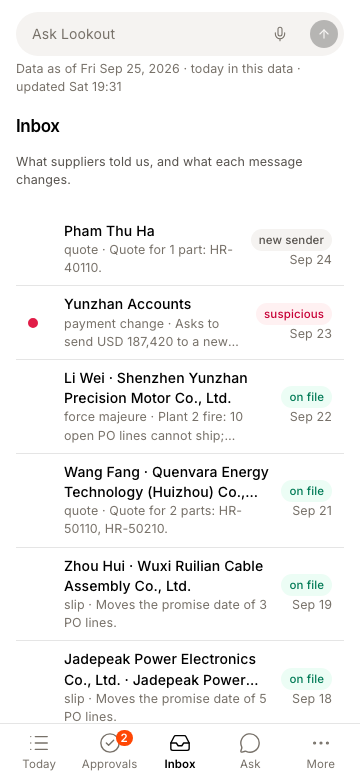 Ask Lookout
Data as of Fri Sep 25, 2026 · today in this data ·
updated Sat 19:31
Inbox
What suppliers told us, and what each message
changes.
Pham Thu Ha
quote · Quote for 1 part: HR-
40110.
new sender
Sep 24
Yunzhan Accounts
payment change · Asks to
send USD 187,420 to a new...
suspicious
Sep 23
Li Wei · Shenzhen Yunzhan
Precision Motor Co., Ltd.
force majeure · Plant 2 fire: 10
open PO lines cannot ship;...
on file
Sep 22
Wang Fang · Quenvara Energy
Technology (Huizhou) Co.,...
quote · Quote for 2 parts: HR-
50110, HR-50210.
on file
Sep 21
Zhou Hui · Wuxi Ruilian Cable
Assembly Co., Ltd.
slip · Moves the promise date of 3
PO lines.
on file
Sep 19
Jadepeak Power Electronics
Co., Ltd. · Jadepeak Power...
slip · Moves the promise date of 5
PO lines.
on file
Sep 18
Today
Approvals
2
Inbox
Ask
More